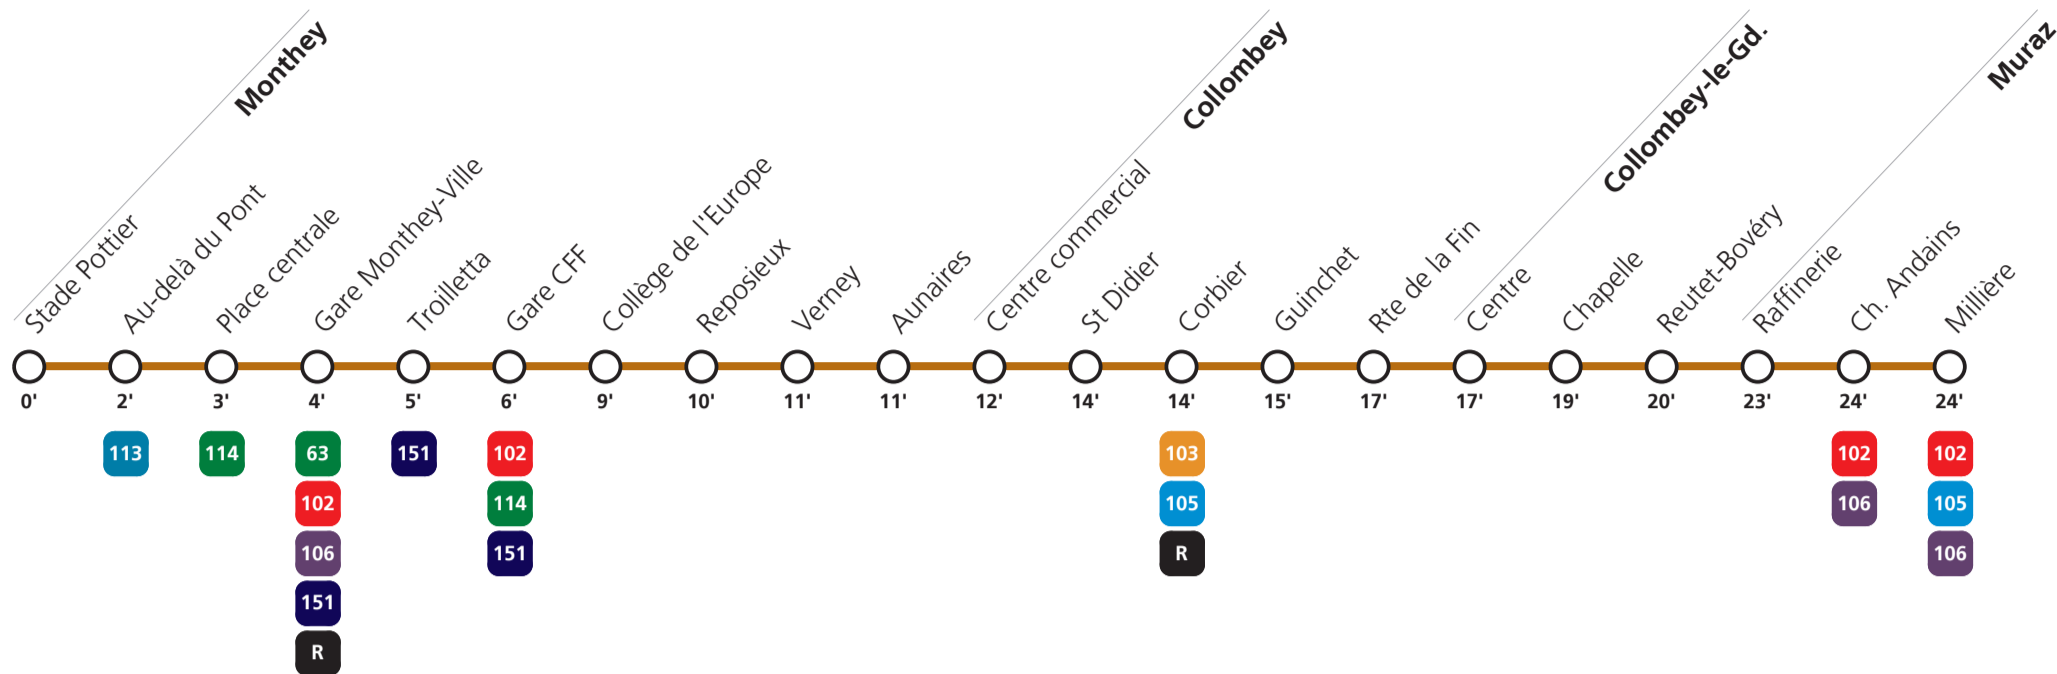 Monthey
Collombey
Collombey-le-Gd.
Muraz
Stade Pottier
Au-delà du Pont
Place centrale
Gare Monthey-Ville
Troilletta
Gare CFF
Collège de l'Europe
Reposieux
Verney
Aunaires
Centre commercial
St Didier
Corbier
Guinchet
Rte de la Fin
Centre
Chapelle
Reutet-Bovéry
Raffinerie
Ch. Andains
Millière
0' 2' 3' 4' 5' 6' 9' 10' 11' 11' 12' 14' 14' 15' 17' 17' 19' 20' 23' 24' 24'
113 114 63 151 102 103 102 102
102 114 105 106 105
106 151 R 106
151
R